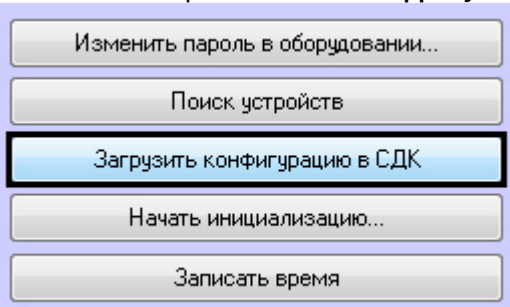 Изменить пароль в оборудовании...
Поиск устройств
Загрузить конфигурацию в СДК
Начать инициализацию...
Записать время